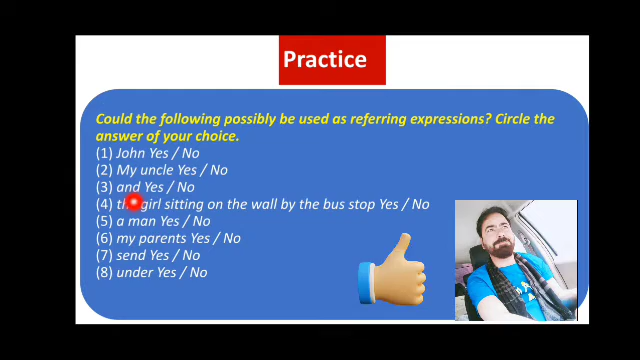 Practice
Could the following possibly be used as referring expressions? Circle the
answer of your choice.
(1) John Yes / No
(2) My uncle Yes / No
(3) and Yes / No
(4) the girl sitting on the wall by the bus stop Yes / No
(5) a man Yes / No
(6) my parents Yes / No
(7) send Yes / No
(8) under Yes / No